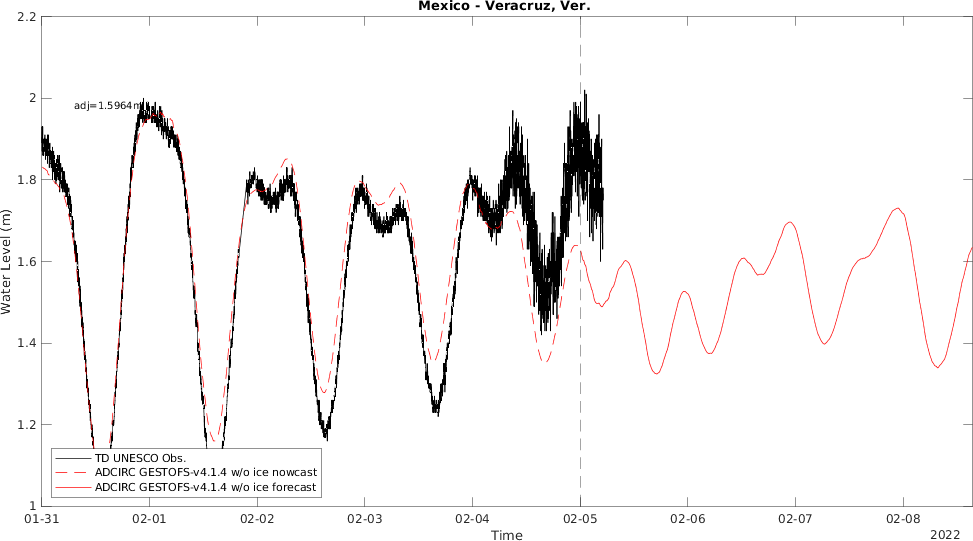 Mexico - Veracruz, Ver.
2.2
2
1.8
1.6
1.4
1.2
1
Water Level (m)
adj=1.5964m
TD UNESCO Obs.
ADCIRC GESTOFS-v4.1.4 w/o ice nowcast
ADCIRC GESTOFS-v4.1.4 w/o ice forecast
01-31 02-01 02-02 02-03 02-04 02-05 02-06 02-07 02-08
Time
2022